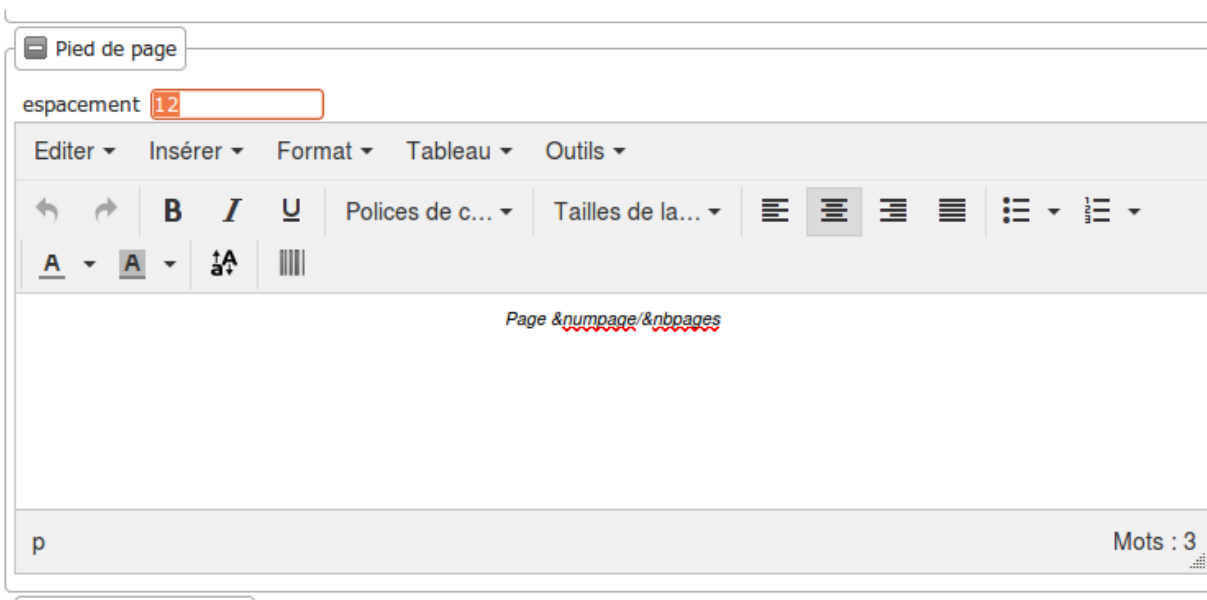 Pied de page
espacement 12
Editer Insérer Format Tableau Outils
B I U Polices de c... Tailles de la...
A A
Page &numpage/&nbpages
p Mots : 3